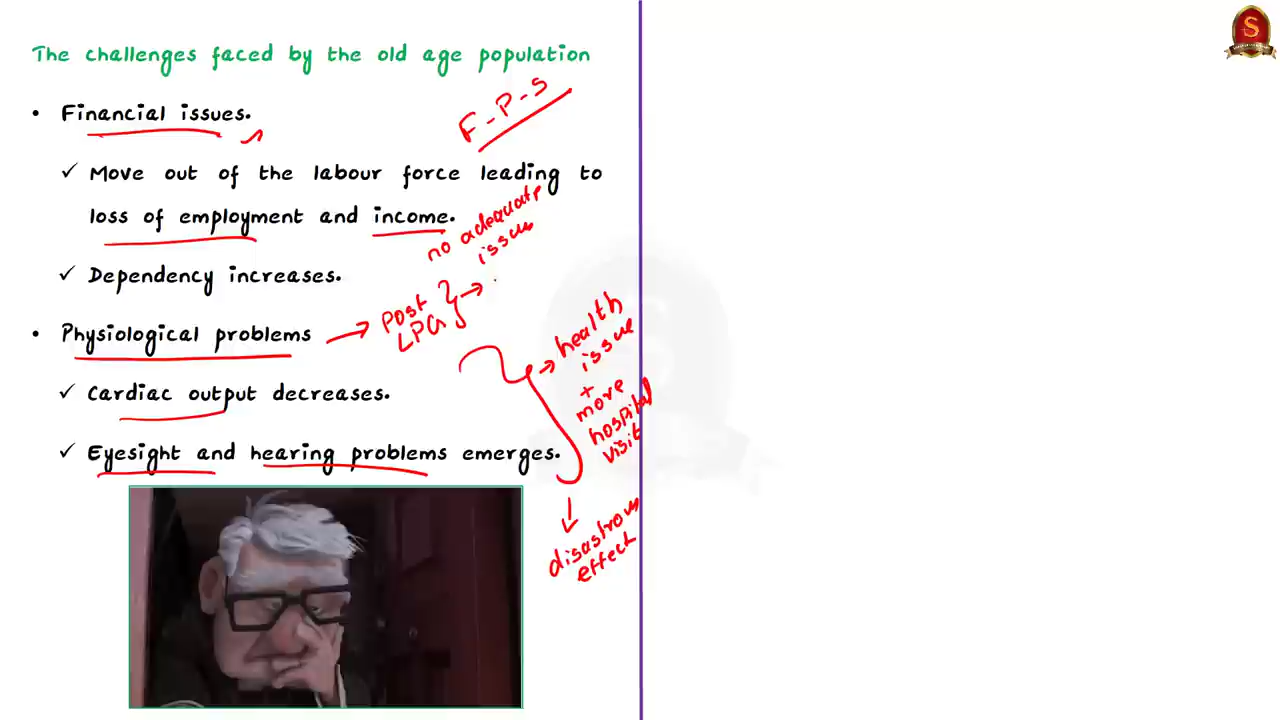 The challenges faced by the old age population
• Financial issues.
F-P-S
✓ Move out of the labour force leading to
loss of employment and income.
no adequate
issue
✓ Dependency increases.
• Physiological problems
Post
LPG
health
issue
+
more
hospital
visit
✓ Cardiac output decreases.
✓ Eyesight and hearing problems emerges.
disastrous
effect
S